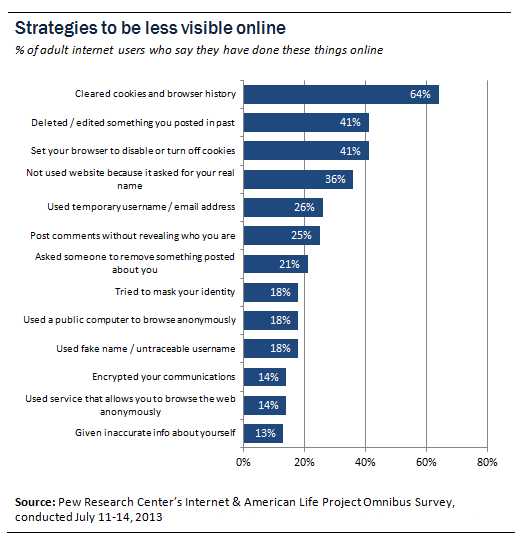 Strategies to be less visible online
% of adult internet users who say they have done these things online
Cleared cookies and browser history
64%
Deleted / edited something you posted in past
41%
Set your browser to disable or turn off cookies
41%
Not used website because it asked for your real
name
36%
Used temporary username / email address
26%
Post comments without revealing who you are
25%
Asked someone to remove something posted
about you
21%
Tried to mask your identity
18%
Used a public computer to browse anonymously
18%
Used fake name / untraceable username
18%
Encrypted your communications
14%
Used service that allows you to browse the web
anonymously
14%
Given inaccurate info about yourself
13%
0% 20% 40% 60% 80%
Source: Pew Research Center's Internet & American Life Project Omnibus Survey,
conducted July 11-14, 2013